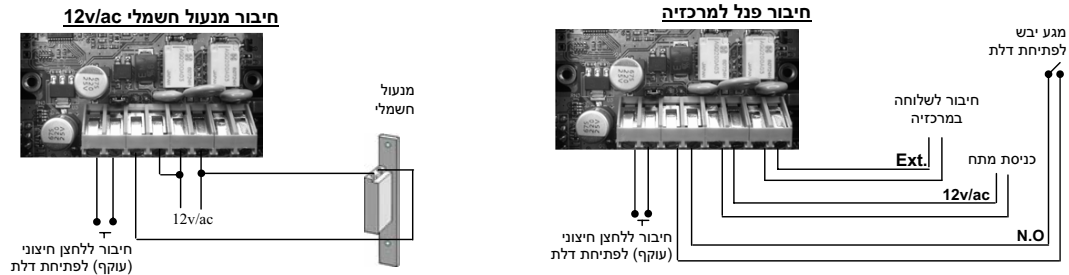 חיבור מנעול חשמלי 12v/ac
מנעול
חשמלי
12v/ac
חיבור ללחצן חיצוני
(עוקף) לפתיחת דלת
חיבור פנל למרכזיה
מגע יבש
לפתיחת דלת
חיבור לשלוחה
במרכזיה
Ext.
כניסת מתח
12v/ac
N.O
חיבור ללחצן חיצוני
(עוקף) לפתיחת דלת